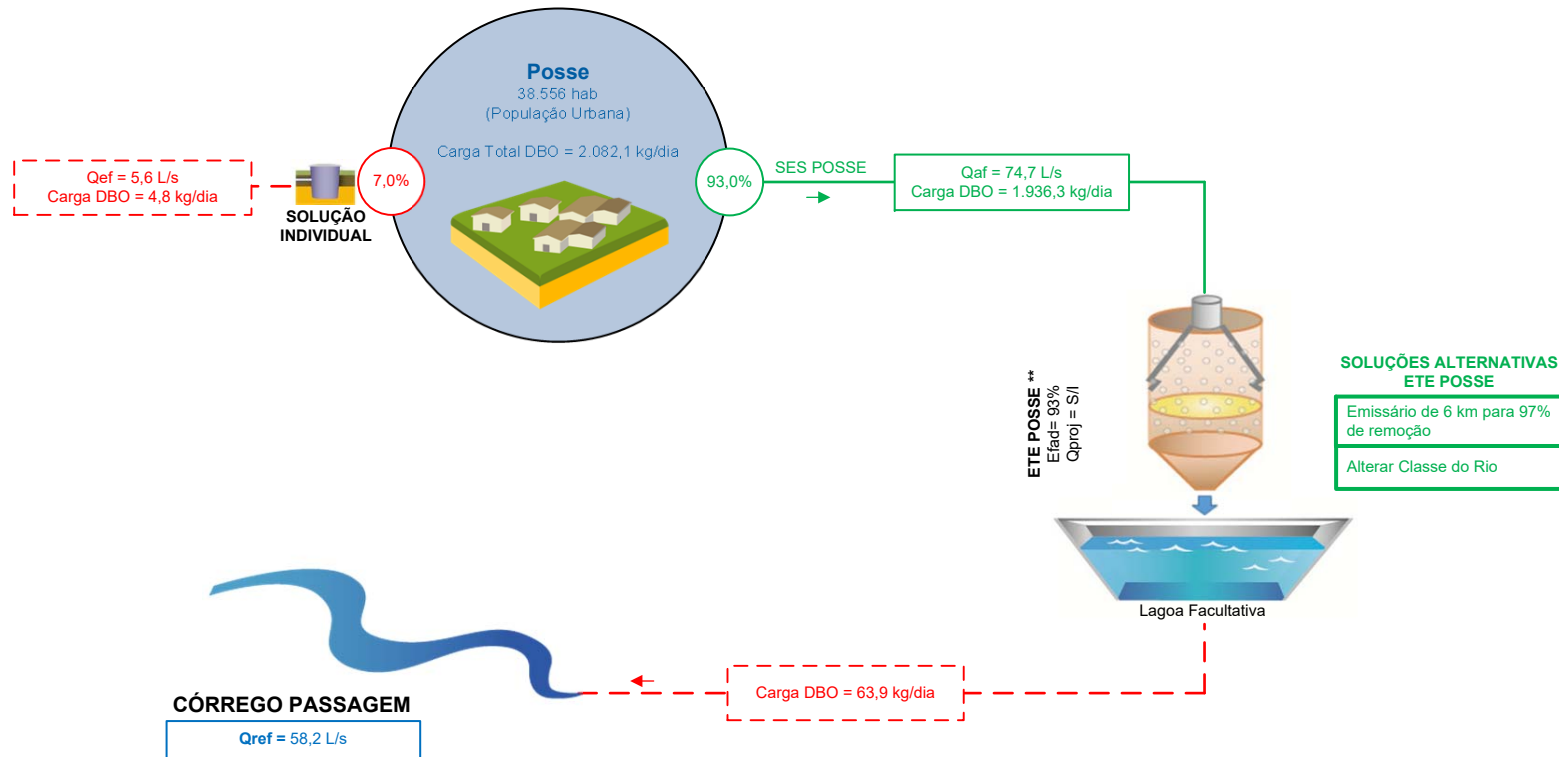 Posse
38.556 hab
(População Urbana)
Carga Total DBO = 2.082,1 kg/dia
Qef = 5,6 L/s
Carga DBO = 4,8 kg/dia
SOLUÇÃO
INDIVIDUAL
7,0%
93,0%
SES POSSE
Qaf = 74,7 L/s
Carga DBO = 1.936,3 kg/dia
ETE POSSE **
Efad= 93%
Qproj = S/I
SOLUÇÕES ALTERNATIVAS
ETE POSSE
Emissário de 6 km para 97%
de remoção
Alterar Classe do Rio
Lagoa Facultativa
Carga DBO = 63,9 kg/dia
CÓRREGO PASSAGEM
Qref = 58,2 L/s